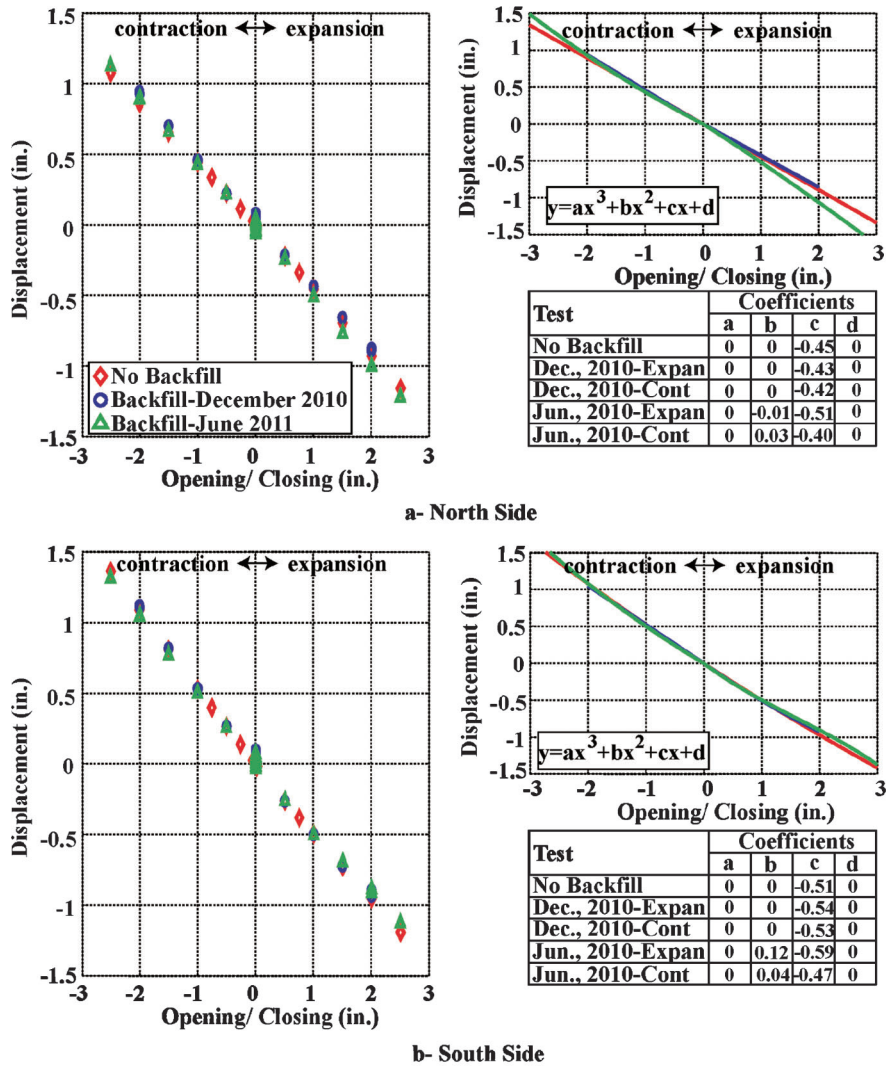 contraction ↔ expansion
1.5
1
0.5
0
-0.5
-1
-1.5
Displacement (in.)
No Backfill
Backfill-December 2010
Backfill-June 2011
-3 -2 -1 0 1 2 3
Opening/ Closing (in.)
contraction ↔ expansion
1.5
1
0.5
0
-0.5
-1
-1.5
Displacement (in.)
y=ax³+bx²+cx+d
-3 -2 -1 0 1 2 3
Opening/ Closing (in.)
Test Coefficients
a b c d
No Backfill 0 0 -0.45 0
Dec., 2010-Expan 0 0 -0.43 0
Dec., 2010-Cont 0 0 -0.42 0
Jun., 2010-Expan 0 -0.01 -0.51 0
Jun., 2010-Cont 0 0.03 -0.40 0
a- North Side
contraction ↔ expansion
1.5
1
0.5
0
-0.5
-1
-1.5
Displacement (in.)
-3 -2 -1 0 1 2 3
Opening/ Closing (in.)
contraction ↔ expansion
1.5
1
0.5
0
-0.5
-1
-1.5
Displacement (in.)
y=ax³+bx²+cx+d
-3 -2 -1 0 1 2 3
Opening/ Closing (in.)
Test Coefficients
a b c d
No Backfill 0 0 -0.51 0
Dec., 2010-Expan 0 0 -0.54 0
Dec., 2010-Cont 0 0 -0.53 0
Jun., 2010-Expan 0 0.12 -0.59 0
Jun., 2010-Cont 0 0.04 -0.47 0
b- South Side